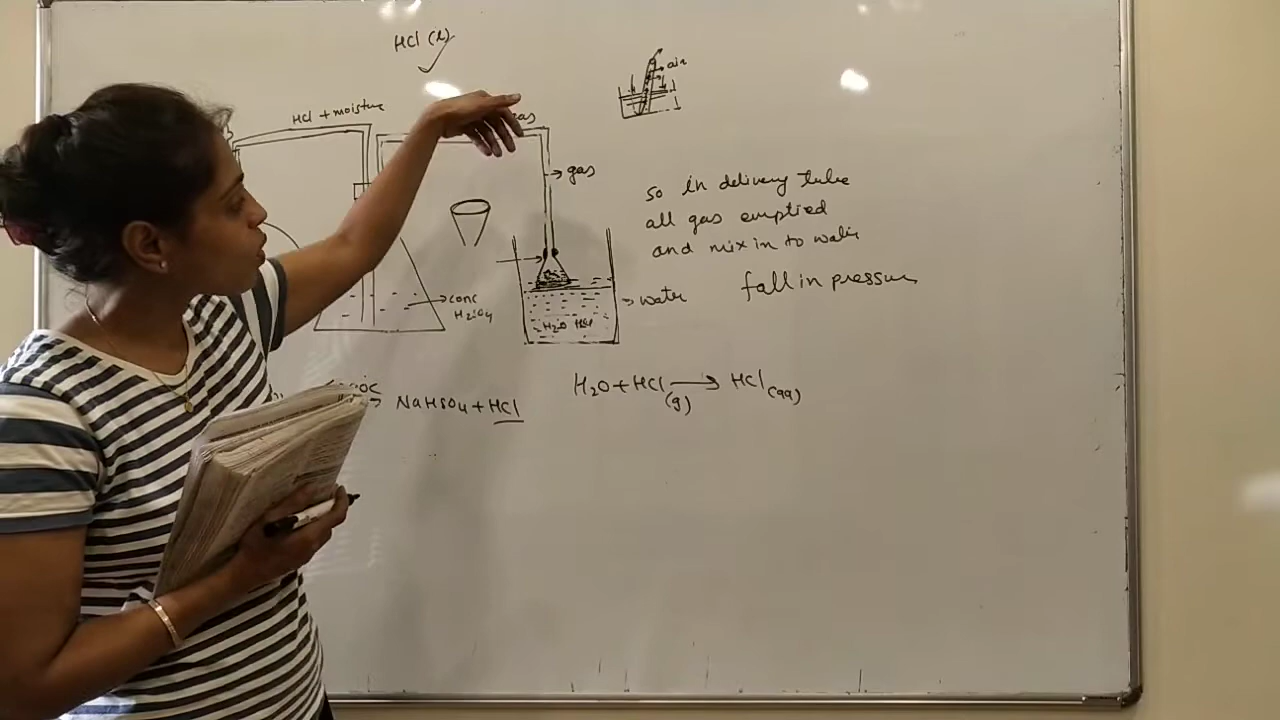 HCl (l)
HCl + moisture
gas
air
so in delivery tube
all gas emptied
and mix in to water
fall in pressure
conc
H₂SO₄
water
H₂O HCl
NaHSO₄ + HCl
H₂O + HCl (g) → HCl (aq)